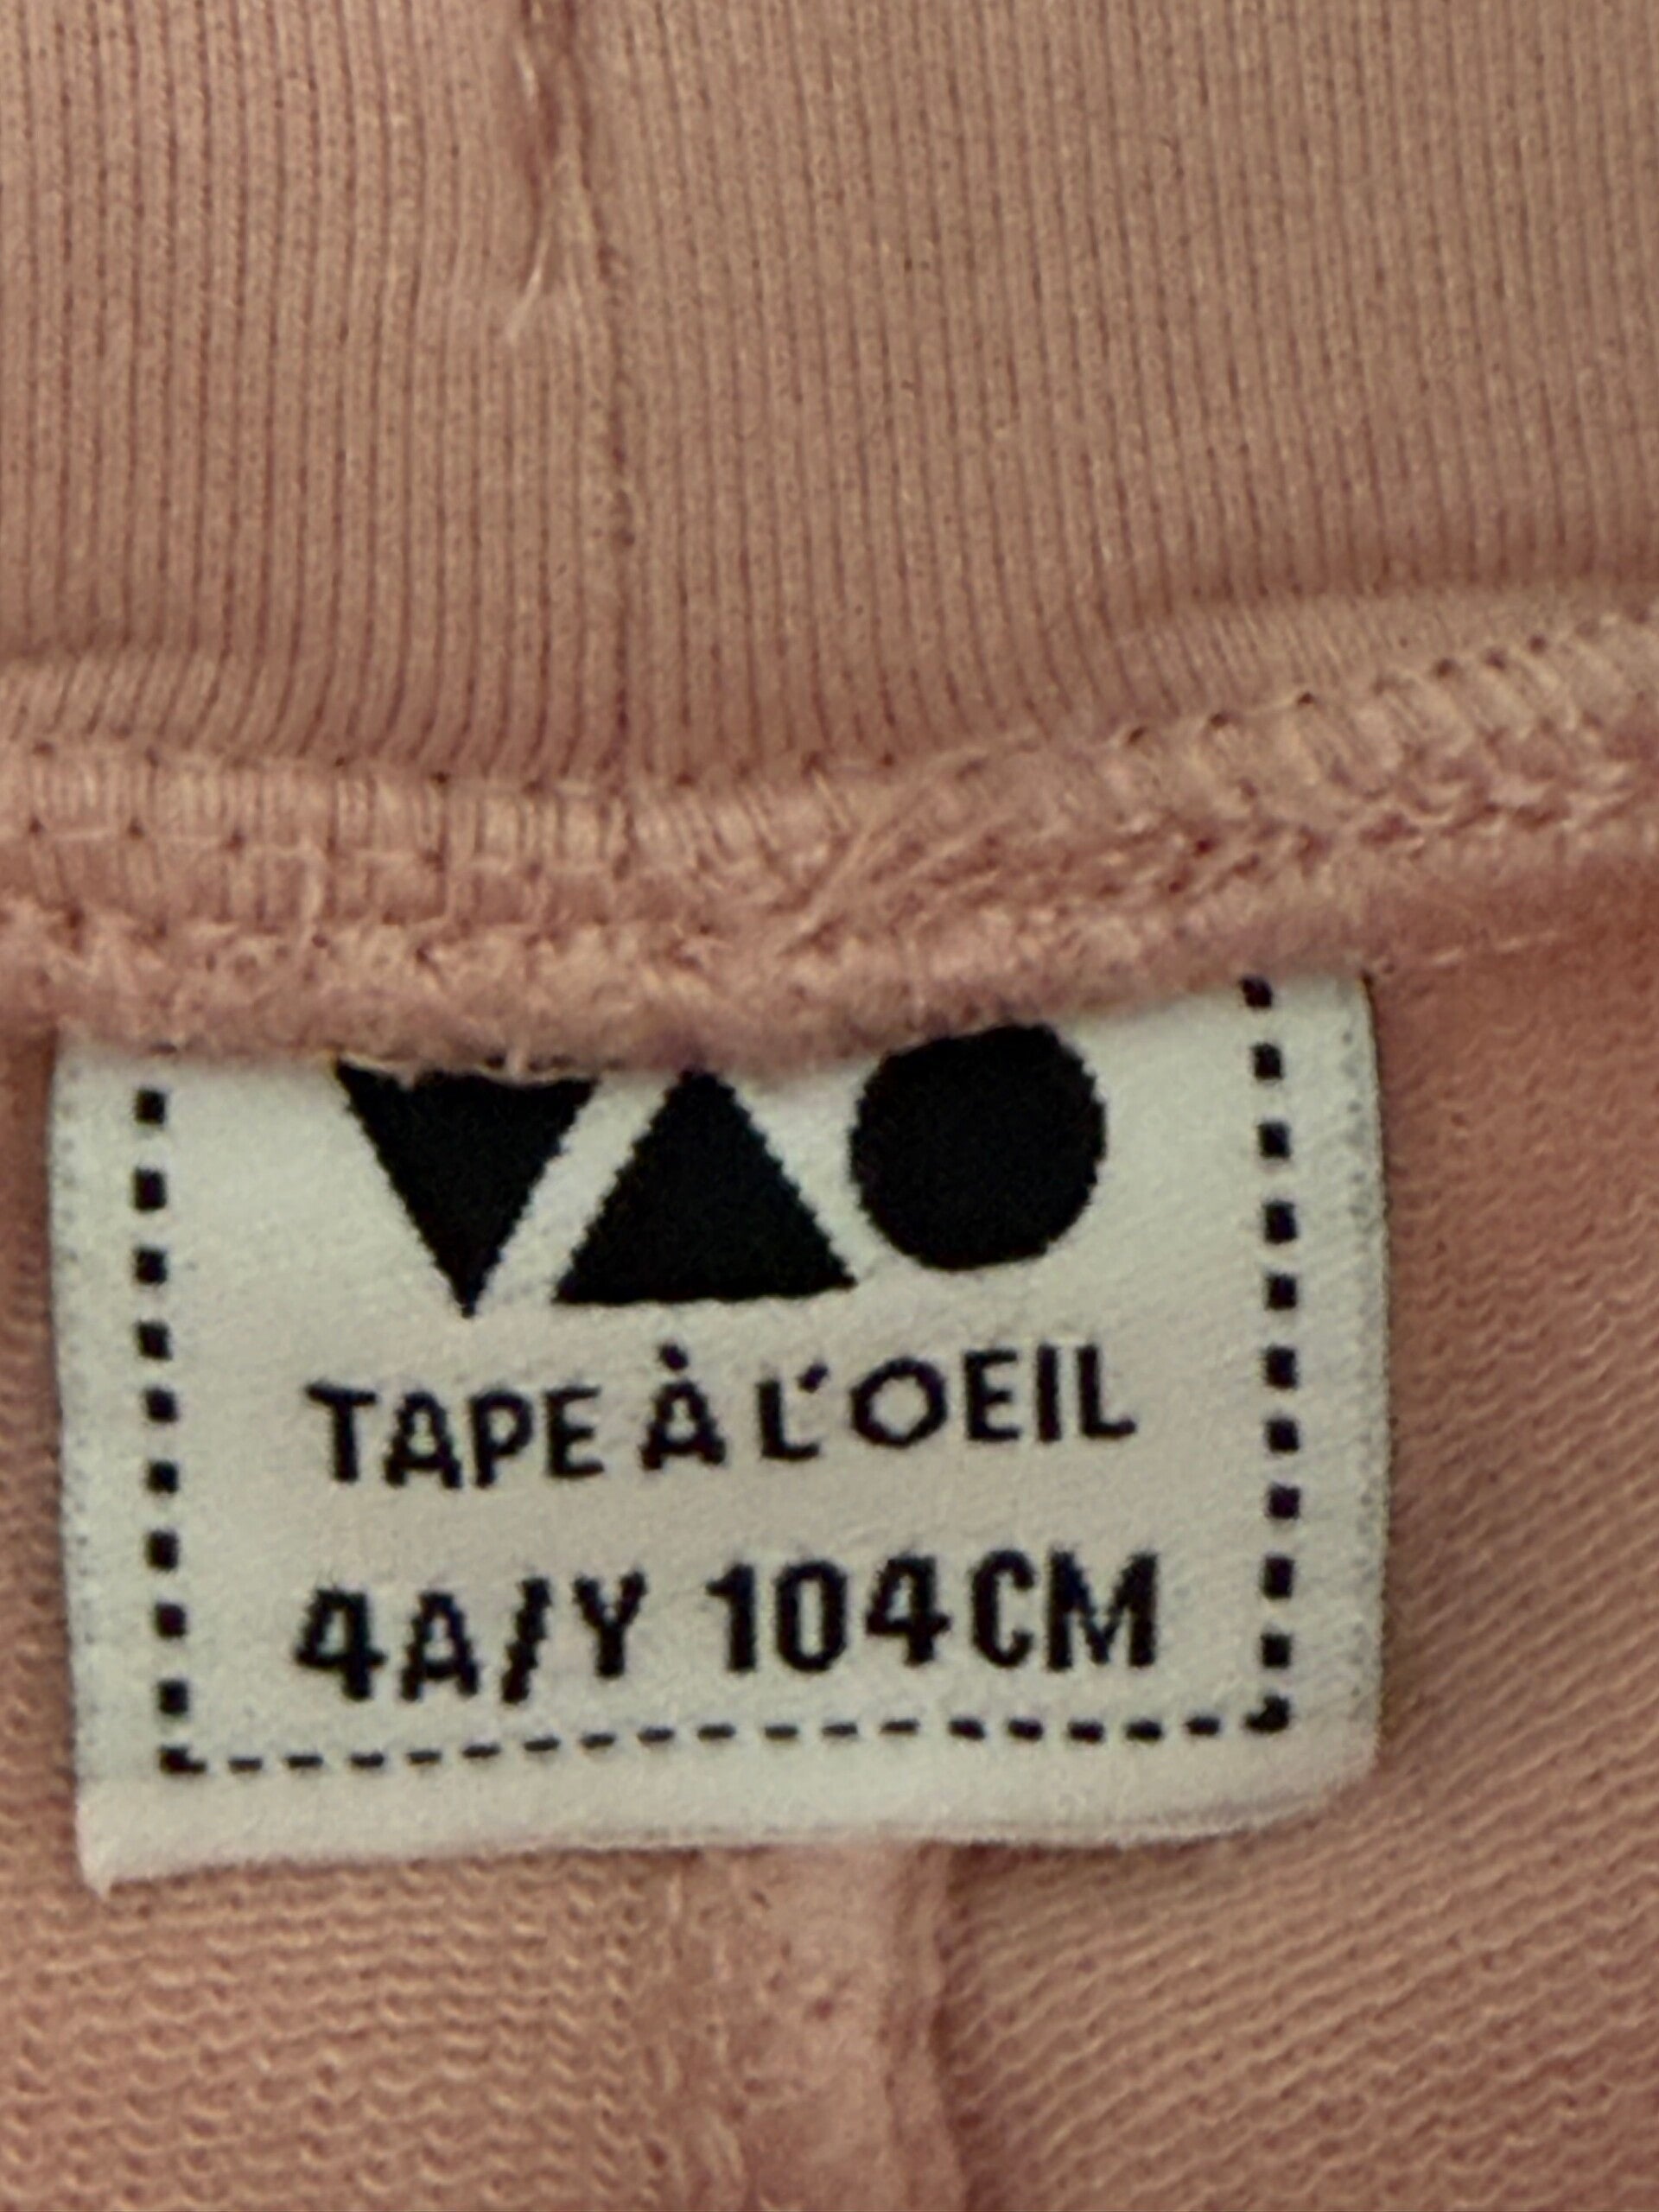 TAPE À L'OEIL
4A/Y 104CM